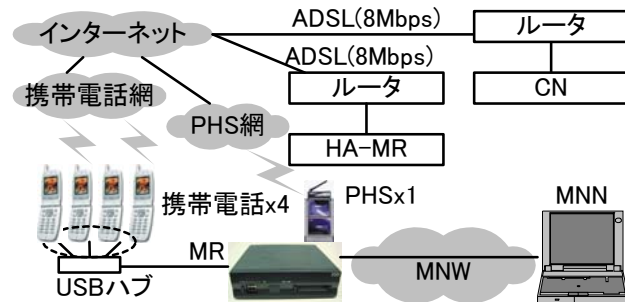 インターネット
ADSL(8Mbps)
ルータ
ADSL(8Mbps)
ルータ
CN
携帯電話網
PHS網
HA-MR
携帯電話x4
PHSx1
MNN
MR
MNW
USBハブ